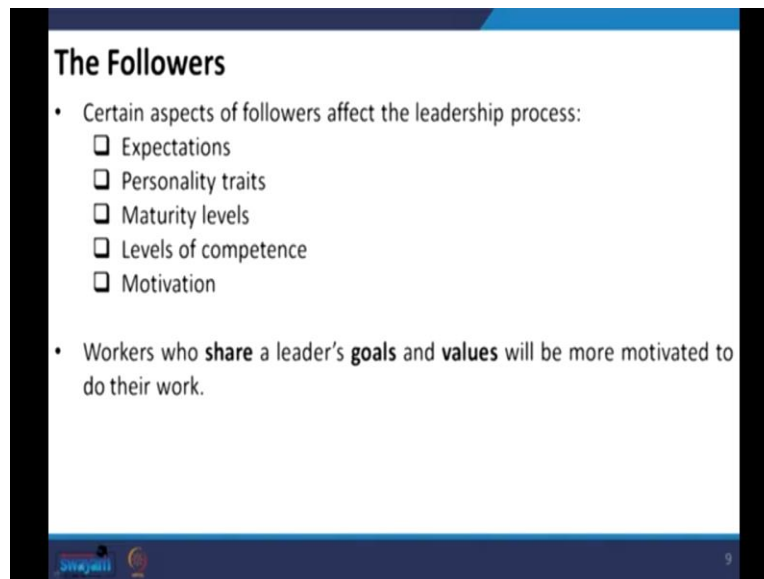 The Followers
• Certain aspects of followers affect the leadership process:
❑ Expectations
❑ Personality traits
❑ Maturity levels
❑ Levels of competence
❑ Motivation
• Workers who share a leader's goals and values will be more motivated to
do their work.
swayam
9